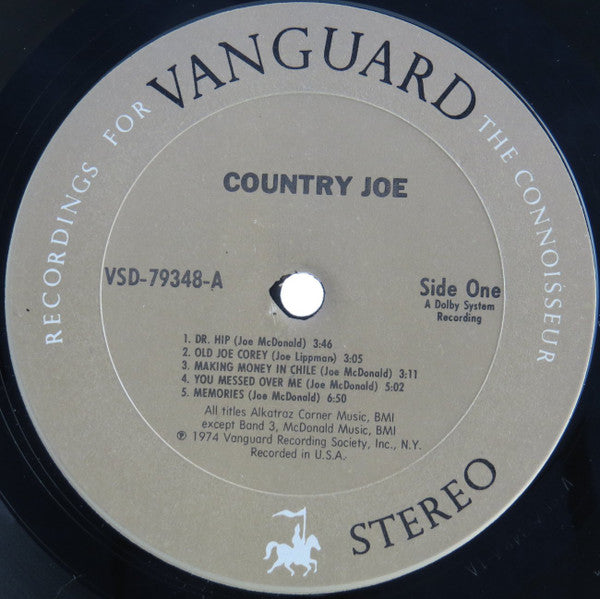 RECORDINGS FOR VANGUARD THE CONNOISSEUR
COUNTRY JOE
VSD-79348-A
Side One
A Dolby System
Recording
1. DR. HIP (Joe McDonald) 3:46
2. OLD JOE COREY (Joe Lippman) 3:05
3. MAKING MONEY IN CHILE (Joe McDonald) 3:11
4. YOU MESSED OVER ME (Joe McDonald) 5:02
5. MEMORIES (Joe McDonald) 6:50
All titles Alkatraz Corner Music, BMI
except Band 3, McDonald Music, BMI
℗ 1974 Vanguard Recording Society, Inc., N.Y.
Recorded in U.S.A.
STEREO